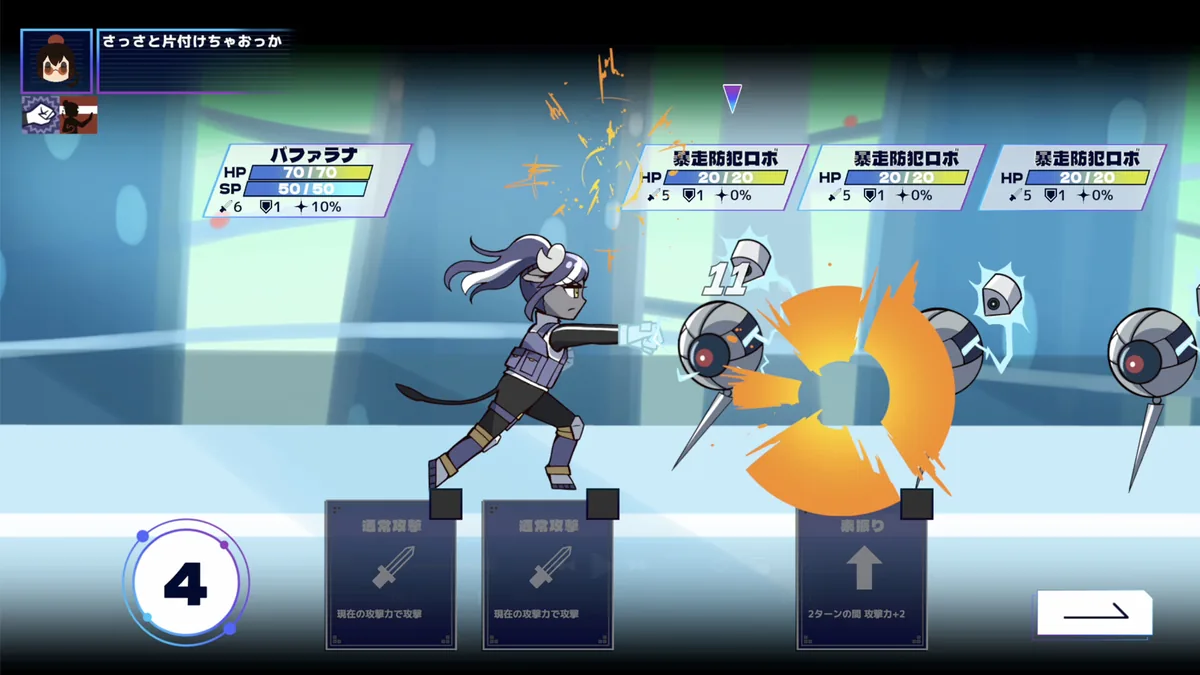 さっさと片付けちゃおっか
バファラナ
HP 70/70
SP 50/50
6 1 10%
暴走防犯ロボ
HP 20/20
5 1 0%
暴走防犯ロボ
HP 20/20
5 1 0%
暴走防犯ロボ
HP 20/20
5 1 0%
11
4
通常攻撃
現在の攻撃力で攻撃
通常攻撃
現在の攻撃力で攻撃
素振り
2ターンの間 攻撃力+2